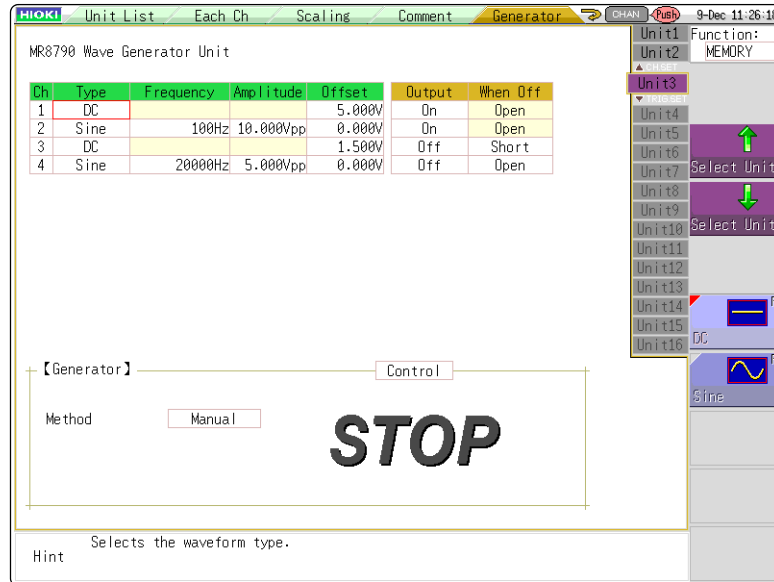 HIOKI Unit List Each Ch Scaling Comment Generator CHAN Push 9-Dec 11:26:18
MR8790 Wave Generator Unit
Ch Type Frequency Amplitude Offset Output When Off
1 DC 5.000V On Open
2 Sine 100Hz 10.000Vpp 0.000V On Open
3 DC 1.500V Off Short
4 Sine 20000Hz 5.000Vpp 0.000V Off Open
Unit1
Unit2
▲ CH.SET
Unit3
▼ TRIG.SET
Unit4
Unit5
Unit6
Unit7
Unit8
Unit9
Unit10
Unit11
Unit12
Unit13
Unit14
Unit15
Unit16
Function:
MEMORY
Select Unit
Select Unit
DC
Sine
【Generator】 Control
Method Manual
STOP
Hint Selects the waveform type.